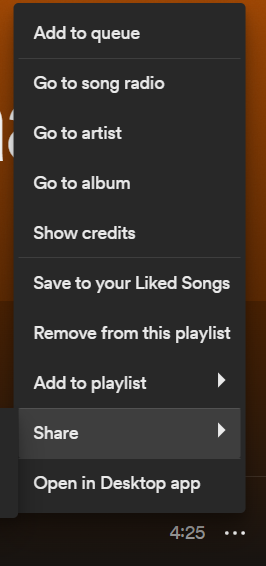 Add to queue
Go to song radio
Go to artist
Go to album
Show credits
Save to your Liked Songs
Remove from this playlist
Add to playlist
Share
Open in Desktop app
4:25